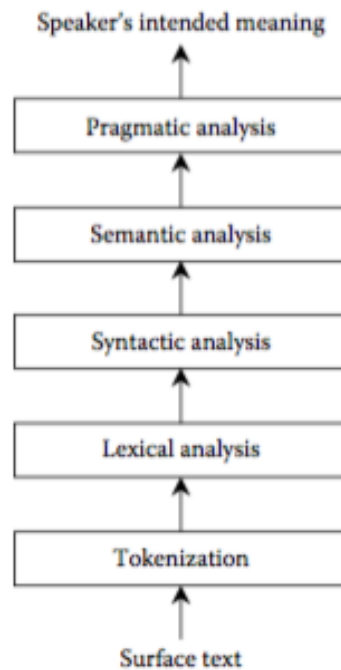 Speaker's intended meaning
Pragmatic analysis
Semantic analysis
Syntactic analysis
Lexical analysis
Tokenization
Surface text